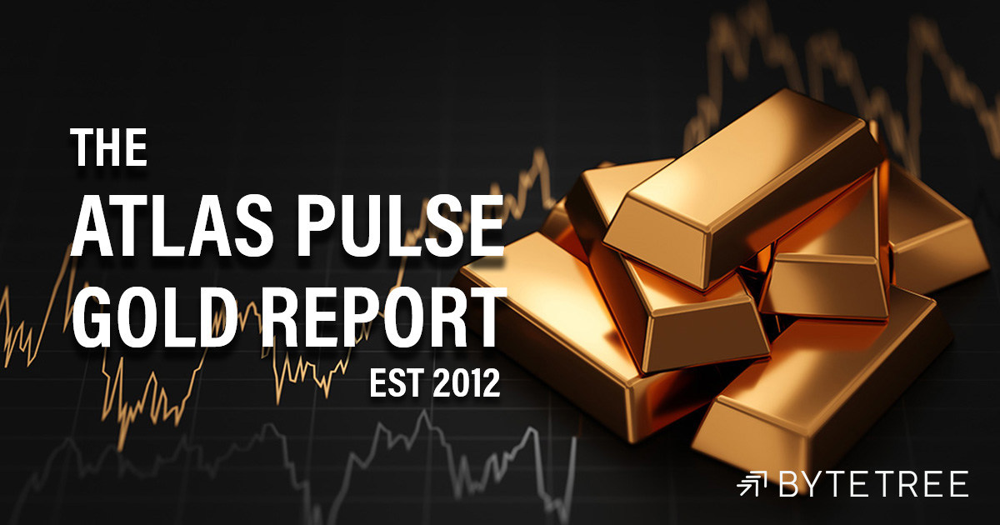 THE
ATLAS PULSE
GOLD REPORT
EST 2012
BYTETREE